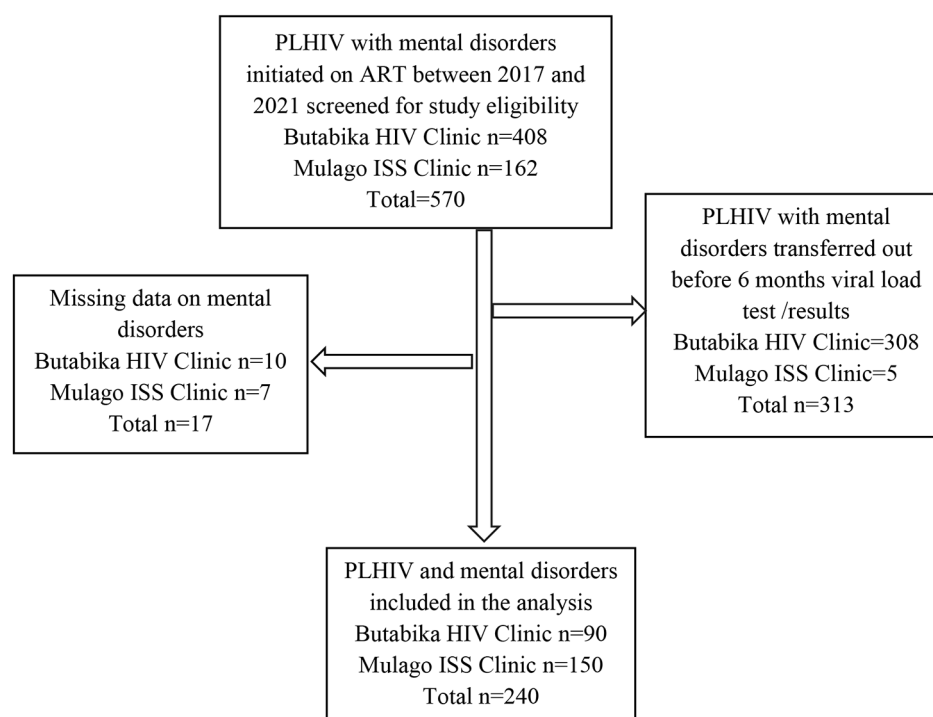 PLHIV with mental disorders
initiated on ART between 2017 and
2021 screened for study eligibility
Butabika HIV Clinic n=408
Mulago ISS Clinic n=162
Total=570
PLHIV with mental
disorders transferred out
before 6 months viral load
test /results
Butabika HIV Clinic=308
Mulago ISS Clinic=5
Total n=313
Missing data on mental
disorders
Butabika HIV Clinic n=10
Mulago ISS Clinic n=7
Total n=17
PLHIV and mental disorders
included in the analysis
Butabika HIV Clinic n=90
Mulago ISS Clinic n=150
Total n=240